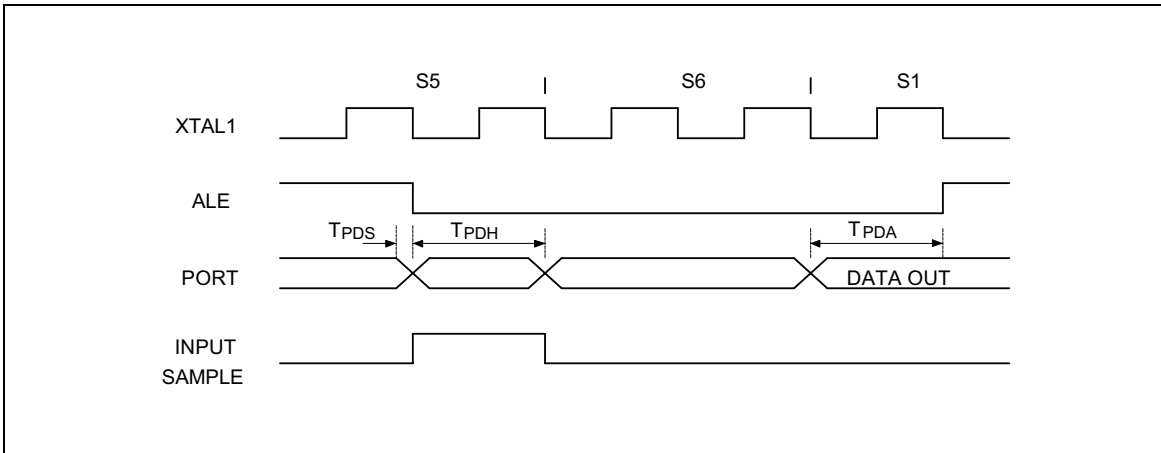 S5 S6 S1
XTAL1
ALE
TPDS TPDH TPDA
PORT DATA OUT
INPUT
SAMPLE